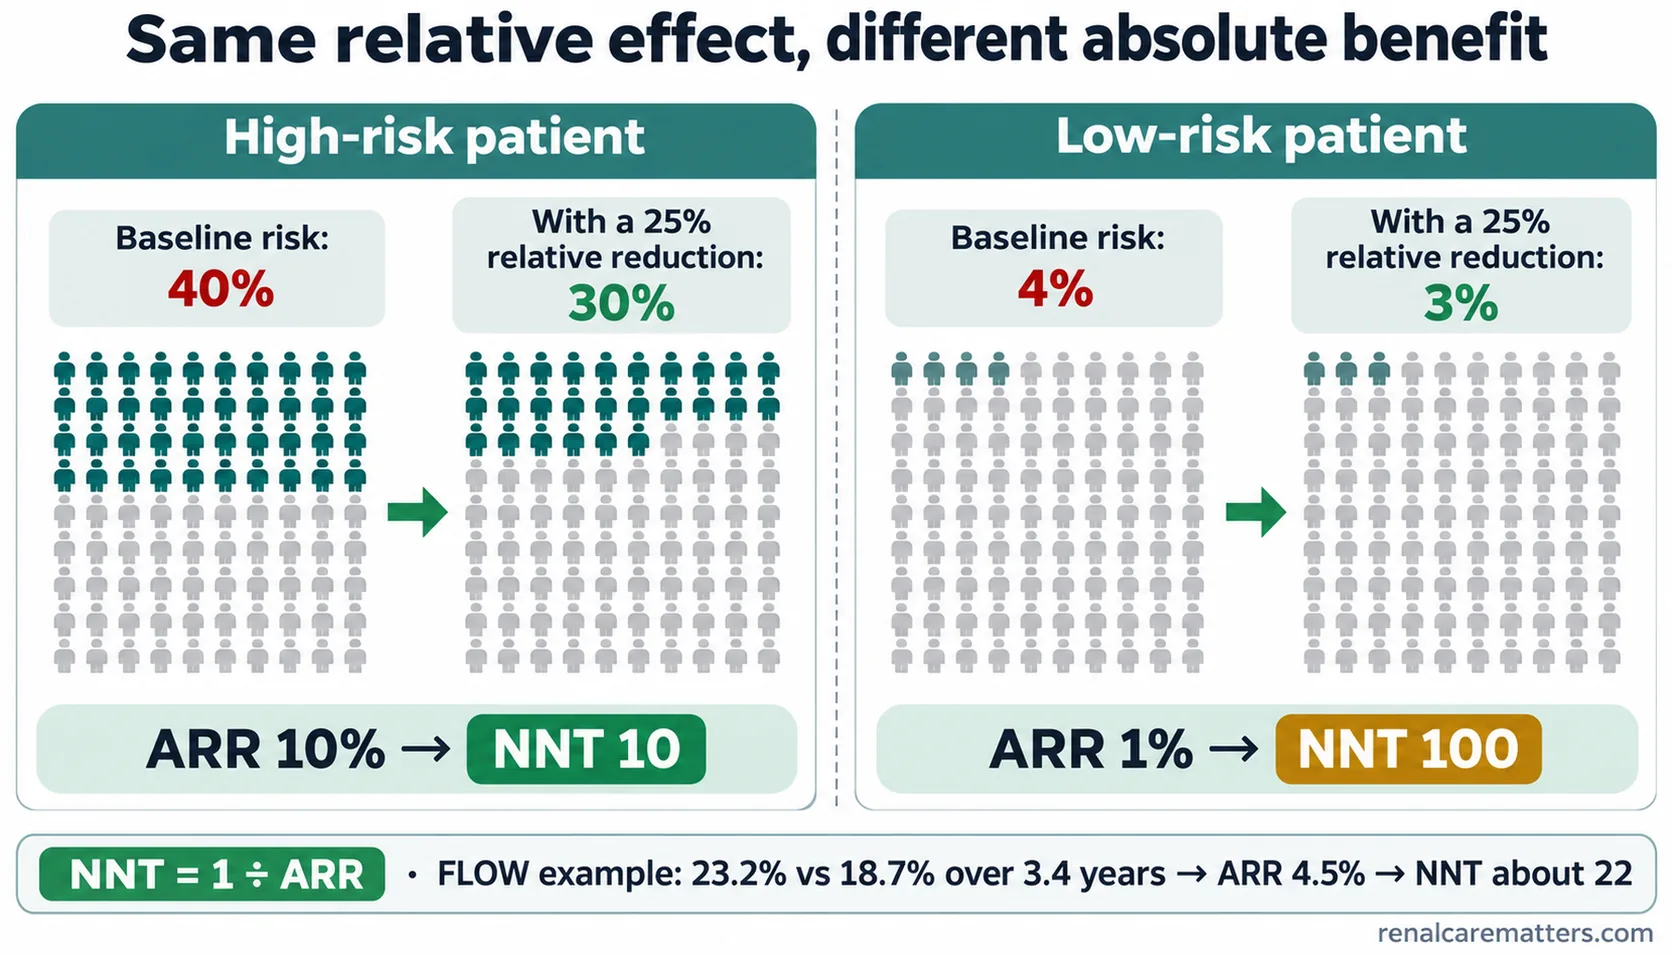 Same relative effect, different absolute benefit
High-risk patient
Baseline risk:
40%
With a 25%
relative reduction:
30%
ARR 10% → NNT 10
Low-risk patient
Baseline risk:
4%
With a 25%
relative reduction:
3%
ARR 1% → NNT 100
NNT = 1 ÷ ARR • FLOW example: 23.2% vs 18.7% over 3.4 years → ARR 4.5% → NNT about 22
renalcarematters.com